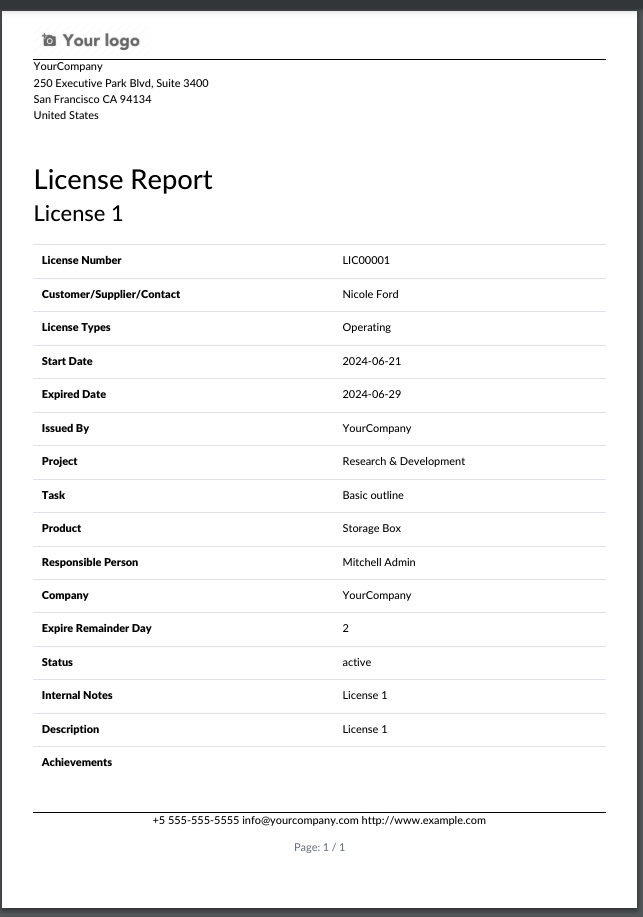 Your logo
YourCompany
250 Executive Park Blvd, Suite 3400
San Francisco CA 94134
United States
License Report
License 1
License Number LIC00001
Customer/Supplier/Contact Nicole Ford
License Types Operating
Start Date 2024-06-21
Expired Date 2024-06-29
Issued By YourCompany
Project Research & Development
Task Basic outline
Product Storage Box
Responsible Person Mitchell Admin
Company YourCompany
Expire Remainder Day 2
Status active
Internal Notes License 1
Description License 1
Achievements
+5 555-555-5555 info@yourcompany.com http://www.example.com
Page: 1 / 1